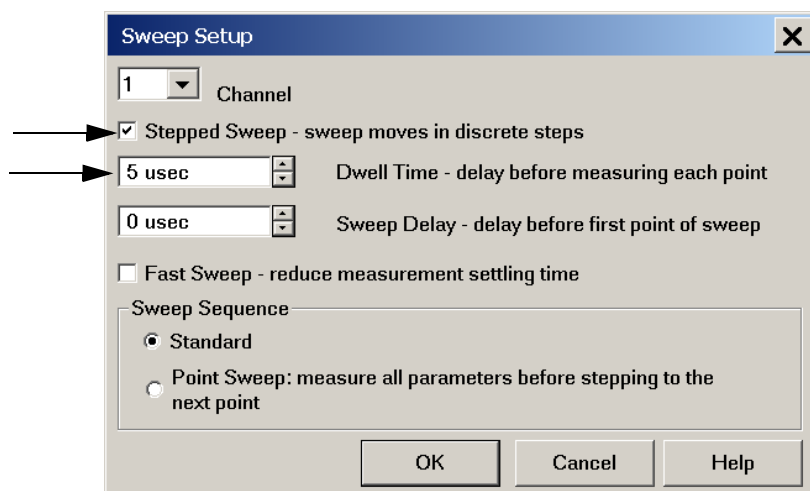 Sweep Setup
1 Channel
Stepped Sweep - sweep moves in discrete steps
5 usec Dwell Time - delay before measuring each point
0 usec Sweep Delay - delay before first point of sweep
Fast Sweep - reduce measurement settling time
Sweep Sequence
Standard
Point Sweep: measure all parameters before stepping to the
next point
OK Cancel Help